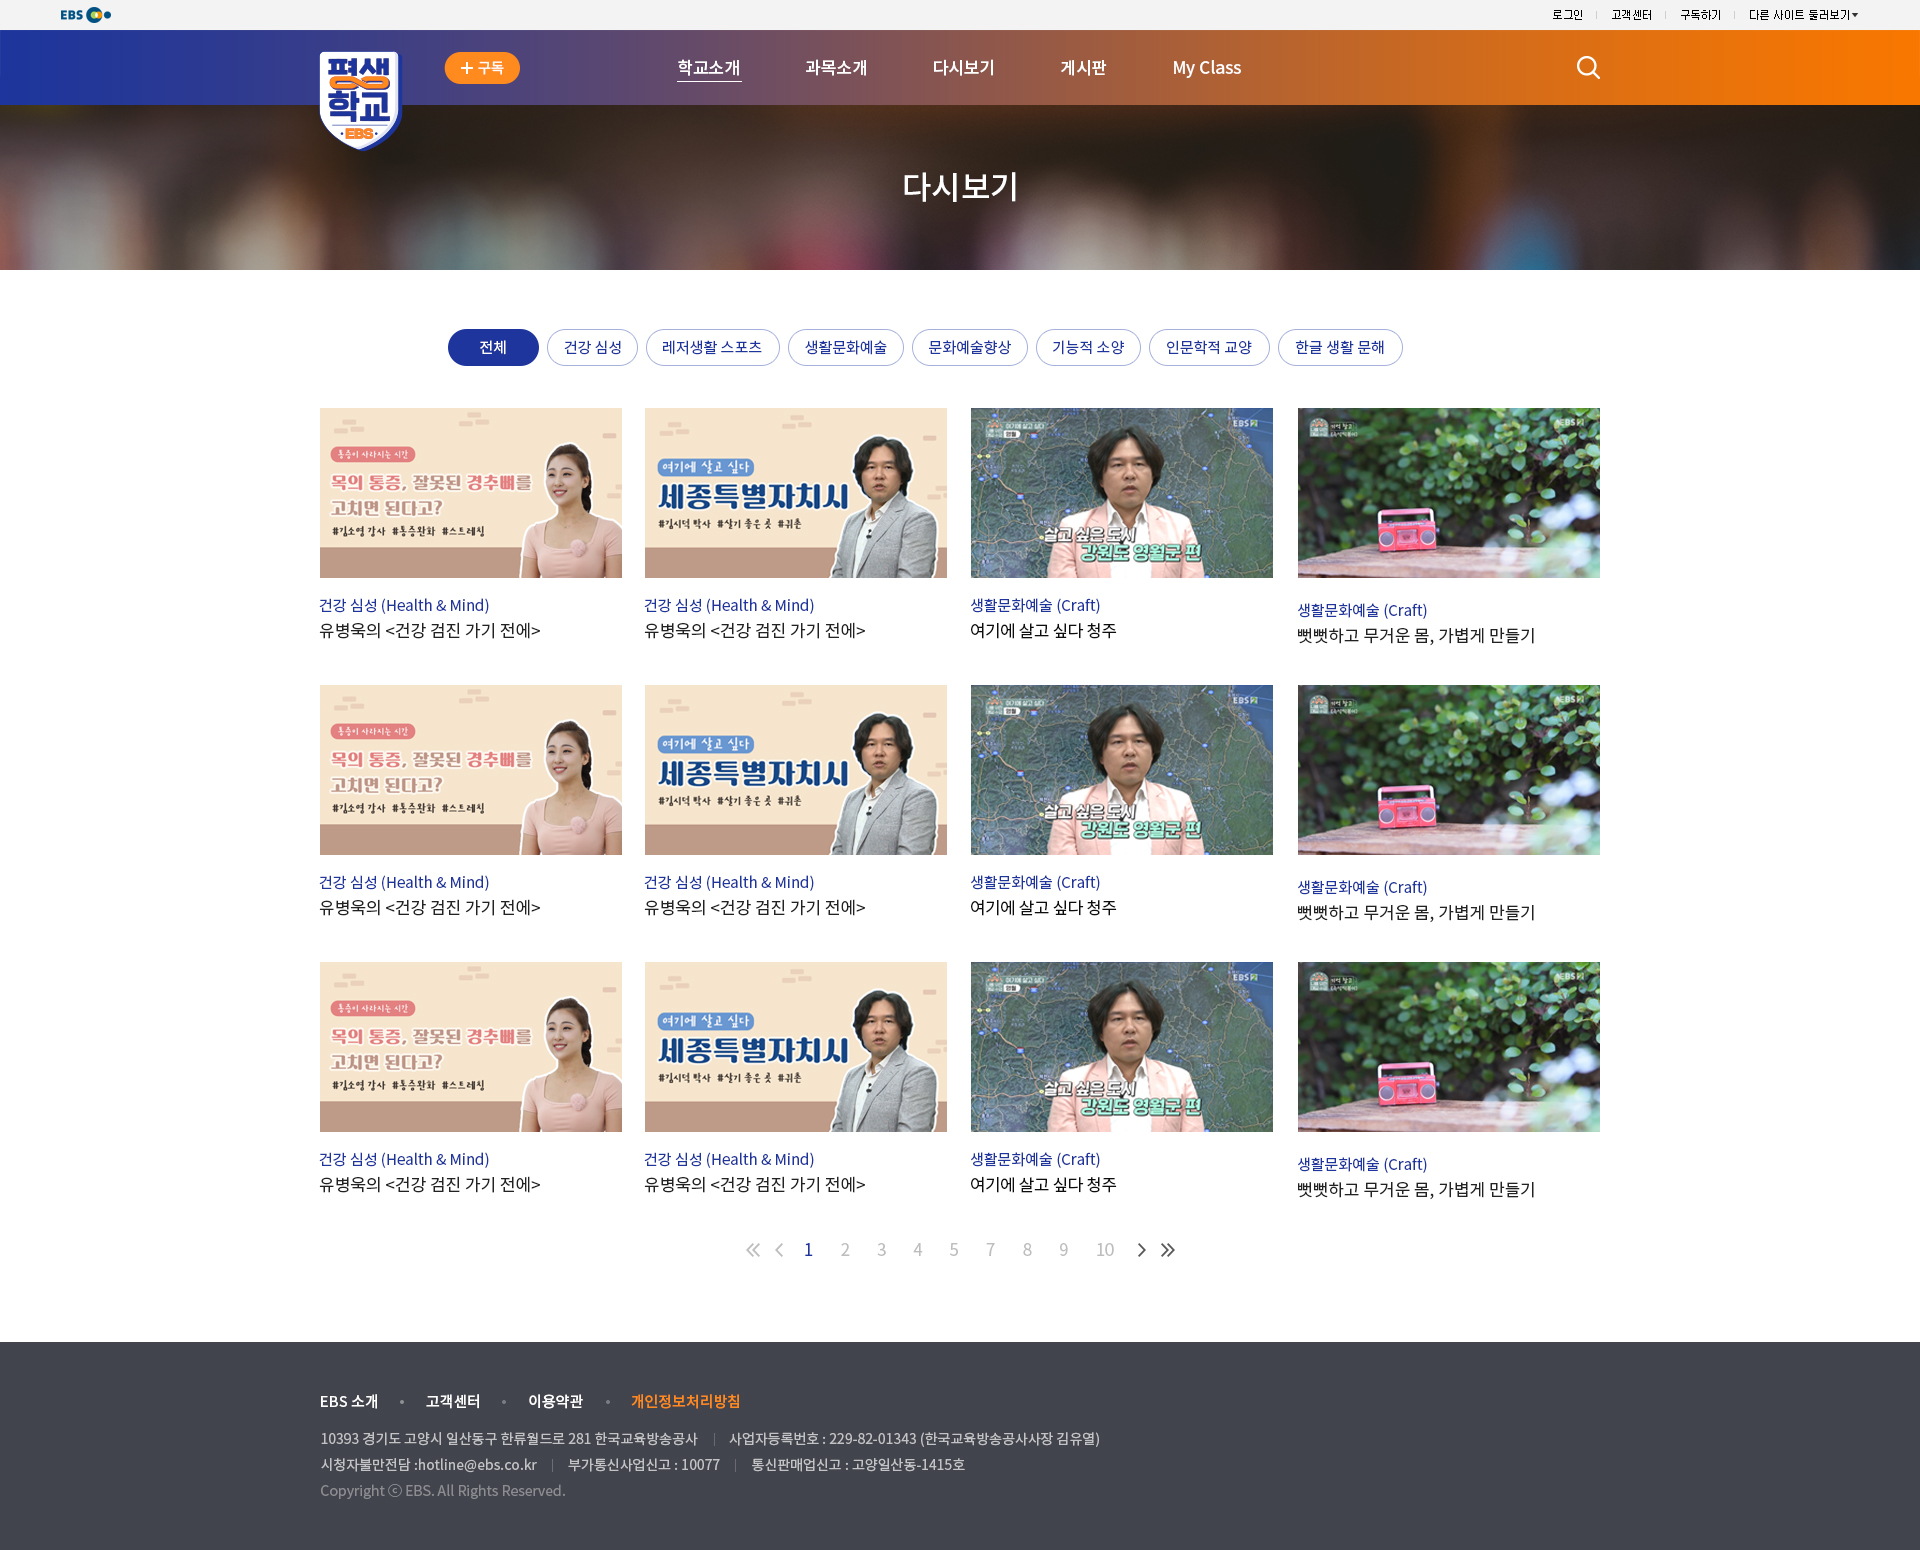 EBS
로그인 고객센터 구독하기 다른 사이트 둘러보기
평생
학교
EBS
+ 구독
학교소개 과목소개 다시보기 게시판 My Class
다시보기
전체 건강 심성 레저생활 스포츠 생활문화예술 문화예술향상 기능적 소양 인문학적 교양 한글 생활 문해
통증이 사라지는 시간
목의 통증, 잘못된 경추뼈를
고치면 된다고?
#김소영 강사 #통증완화 #스트레칭
여기에 살고 싶다
세종특별자치시
#김시덕 박사 #살기 좋은 곳 #귀촌
여기에 살고 싶다
EBS
살고 싶은 도시
강원도 영월군 편
EBS
건강 심성 (Health & Mind)
유병욱의 <건강 검진 가기 전에>
건강 심성 (Health & Mind)
유병욱의 <건강 검진 가기 전에>
생활문화예술 (Craft)
여기에 살고 싶다 청주
생활문화예술 (Craft)
뻣뻣하고 무거운 몸, 가볍게 만들기
통증이 사라지는 시간
목의 통증, 잘못된 경추뼈를
고치면 된다고?
#김소영 강사 #통증완화 #스트레칭
여기에 살고 싶다
세종특별자치시
#김시덕 박사 #살기 좋은 곳 #귀촌
여기에 살고 싶다
EBS
살고 싶은 도시
강원도 영월군 편
EBS
건강 심성 (Health & Mind)
유병욱의 <건강 검진 가기 전에>
건강 심성 (Health & Mind)
유병욱의 <건강 검진 가기 전에>
생활문화예술 (Craft)
여기에 살고 싶다 청주
생활문화예술 (Craft)
뻣뻣하고 무거운 몸, 가볍게 만들기
통증이 사라지는 시간
목의 통증, 잘못된 경추뼈를
고치면 된다고?
#김소영 강사 #통증완화 #스트레칭
여기에 살고 싶다
세종특별자치시
#김시덕 박사 #살기 좋은 곳 #귀촌
여기에 살고 싶다
EBS
살고 싶은 도시
강원도 영월군 편
EBS
건강 심성 (Health & Mind)
유병욱의 <건강 검진 가기 전에>
건강 심성 (Health & Mind)
유병욱의 <건강 검진 가기 전에>
생활문화예술 (Craft)
여기에 살고 싶다 청주
생활문화예술 (Craft)
뻣뻣하고 무거운 몸, 가볍게 만들기
1 2 3 4 5 7 8 9 10
EBS 소개 • 고객센터 • 이용약관 • 개인정보처리방침
10393 경기도 고양시 일산동구 한류월드로 281 한국교육방송공사 | 사업자등록번호 : 229-82-01343 (한국교육방송공사사장 김유열)
시청자불만전담 :hotline@ebs.co.kr | 부가통신사업신고 : 10077 | 통신판매업신고 : 고양일산동-1415호
Copyright ⓒ EBS. All Rights Reserved.